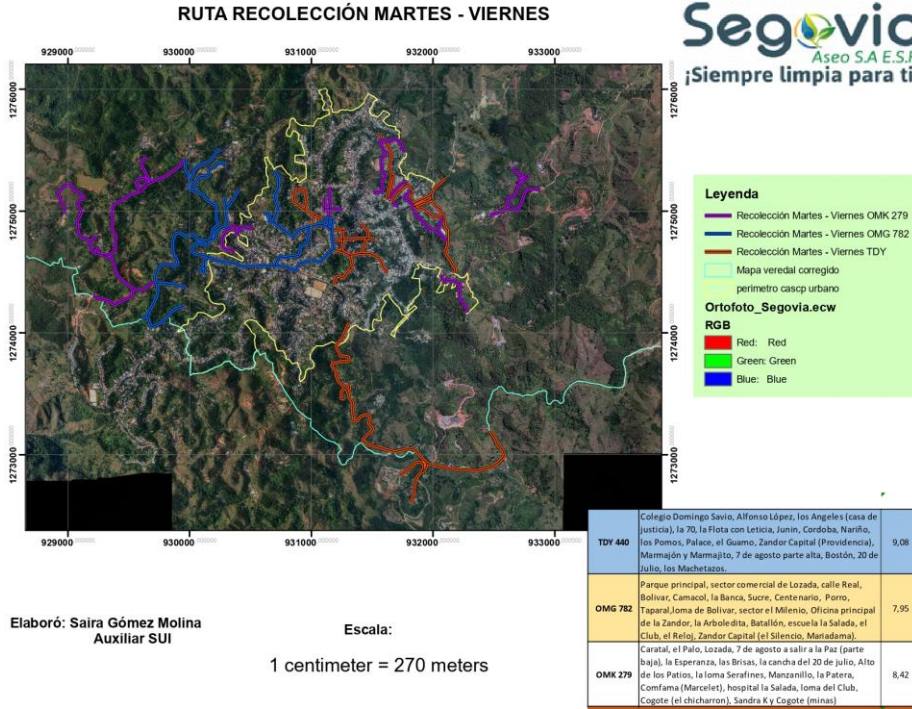 RUTA RECOLECCIÓN MARTES - VIERNES
Segovia
Aseo S.A E.S.P
¡Siempre limpia para ti
929000 930000 931000 932000 933000
1276000 1276000
1275000 1275000
1274000 1274000
1273000 1273000
929000 930000 931000 932000 933000
Leyenda
Recolección Martes - Viernes OMK 279
Recolección Martes - Viernes OMG 782
Recolección Martes - Viernes TDY
Mapa veredal corregido
perimetro cascp urbano
Ortofoto_Segovia.ecw
RGB
Red: Red
Green: Green
Blue: Blue
TDY 440
Colegio Domingo Savio, Alfonso López, los Angeles (casa de
justicia), la 70, la Flota con Leticia, Junin, Cordoba, Nariño,
los Pomos, Palace, el Guamo, Zandor Capital (Providencia),
Marmajón y Marmajito, 7 de agosto parte alta, Bostón, 20 de
Julio, los Machetazos.
9,08
OMG 782
Parque principal, sector comercial de Lozada, calle Real,
Bolivar, Camacol, la Banca, Sucre, Centenario, Porro,
Taparal,loma de Bolivar, sector el Milenio, Oficina principal
de la Zandor, la Arboledita, Batallón, escuela la Salada, el
Club, el Reloj, Zandor Capital (el Silencio, Mariadama).
7,95
OMK 279
Caratal, el Palo, Lozada, 7 de agosto a salir a la Paz (parte
baja), la Esperanza, las Brisas, la cancha del 20 de julio, Alto
de los Patios, la loma Serafines, Manzanillo, la Patera,
Comfama (Marcelet), hospital la Salada, loma del Club,
Cogote (el chicharron), Sandra K y Cogote (minas)
8,42
Elaboró: Saira Gómez Molina
Auxiliar SUI
Escala:
1 centimeter = 270 meters